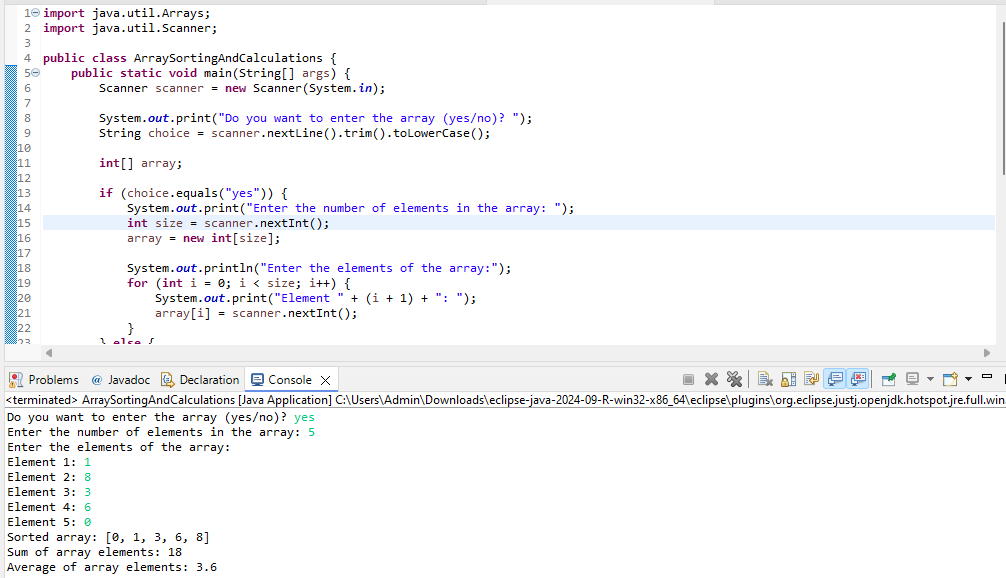 1 import java.util.Arrays;
2 import java.util.Scanner;
3
4 public class ArraySortingAndCalculations {
5     public static void main(String[] args) {
6         Scanner scanner = new Scanner(System.in);
7
8         System.out.print("Do you want to enter the array (yes/no)? ");
9         String choice = scanner.nextLine().trim().toLowerCase();
10
11         int[] array;
12
13         if (choice.equals("yes")) {
14             System.out.print("Enter the number of elements in the array: ");
15             int size = scanner.nextInt();
16             array = new int[size];
17
18             System.out.println("Enter the elements of the array:");
19             for (int i = 0; i < size; i++) {
20                 System.out.print("Element " + (i + 1) + ": ");
21                 array[i] = scanner.nextInt();
22             }
23         } else {
Problems @ Javadoc Declaration Console
<terminated> ArraySortingAndCalculations [Java Application] C:\Users\Admin\Downloads\eclipse-java-2024-09-R-win32-x86_64\eclipse\plugins\org.eclipse.justj.openjdk.hotspot.jre.full.win
Do you want to enter the array (yes/no)? yes
Enter the number of elements in the array: 5
Enter the elements of the array:
Element 1: 1
Element 2: 8
Element 3: 3
Element 4: 6
Element 5: 0
Sorted array: [0, 1, 3, 6, 8]
Sum of array elements: 18
Average of array elements: 3.6